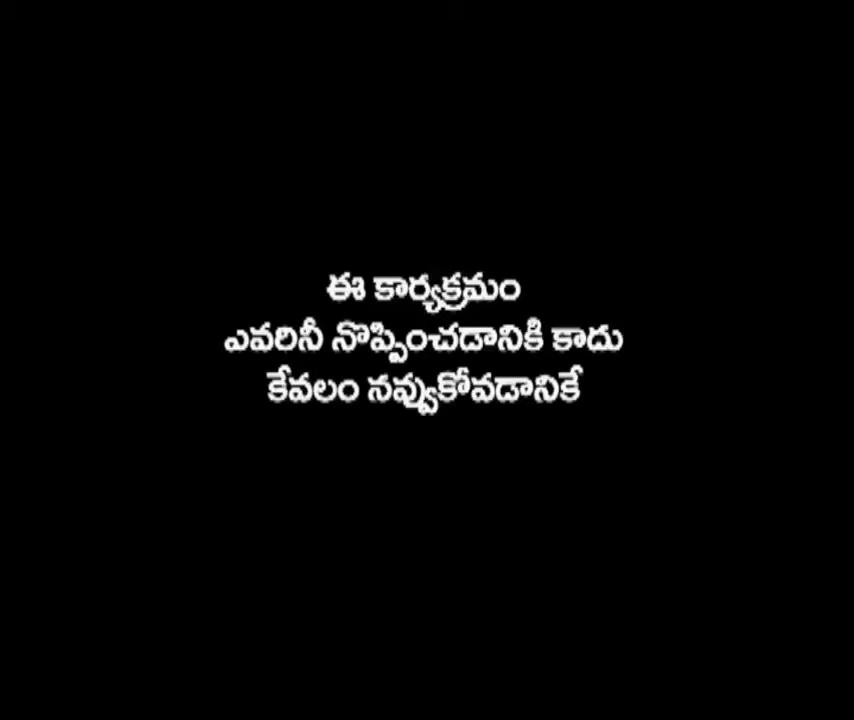 ఈ కార్యక్రమం
ఎవరినీ నొప్పించడానికి కాదు
కేవలం నవ్వుకోవడానికే